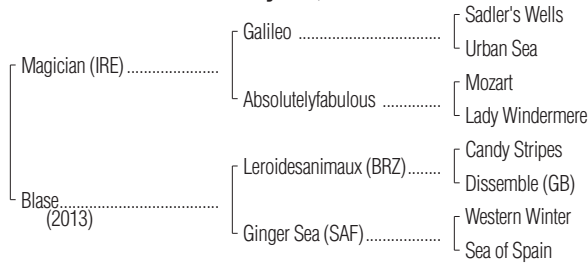 Sadler's Wells
Galileo ........................................
Urban Sea
Magician (IRE) ..........................
Mozart
Absolutelyfabulous ................
Lady Windermere
Candy Stripes
Leroidesanimaux (BRZ).........
Dissemble (GB)
Blase...........................................
(2013)
Western Winter
Ginger Sea (SAF).....................
Sea of Spain